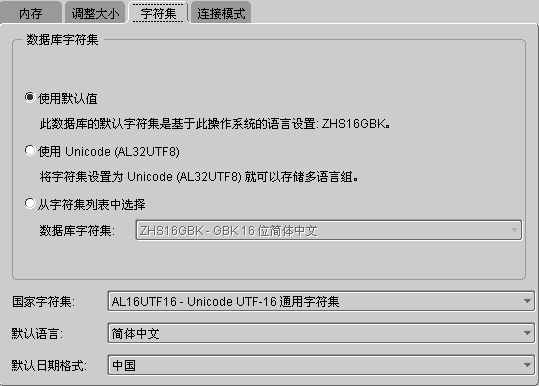 内存 调整大小 字符集 连接模式
数据库字符集
使用默认值
此数据库的默认字符集是基于此操作系统的语言设置: ZHS16GBK。
使用 Unicode (AL32UTF8)
将字符集设置为 Unicode (AL32UTF8) 就可以存储多语言组。
从字符集列表中选择
数据库字符集: ZHS16GBK - GBK 16 位简体中文
国家字符集: AL16UTF16 - Unicode UTF-16 通用字符集
默认语言: 简体中文
默认日期格式: 中国